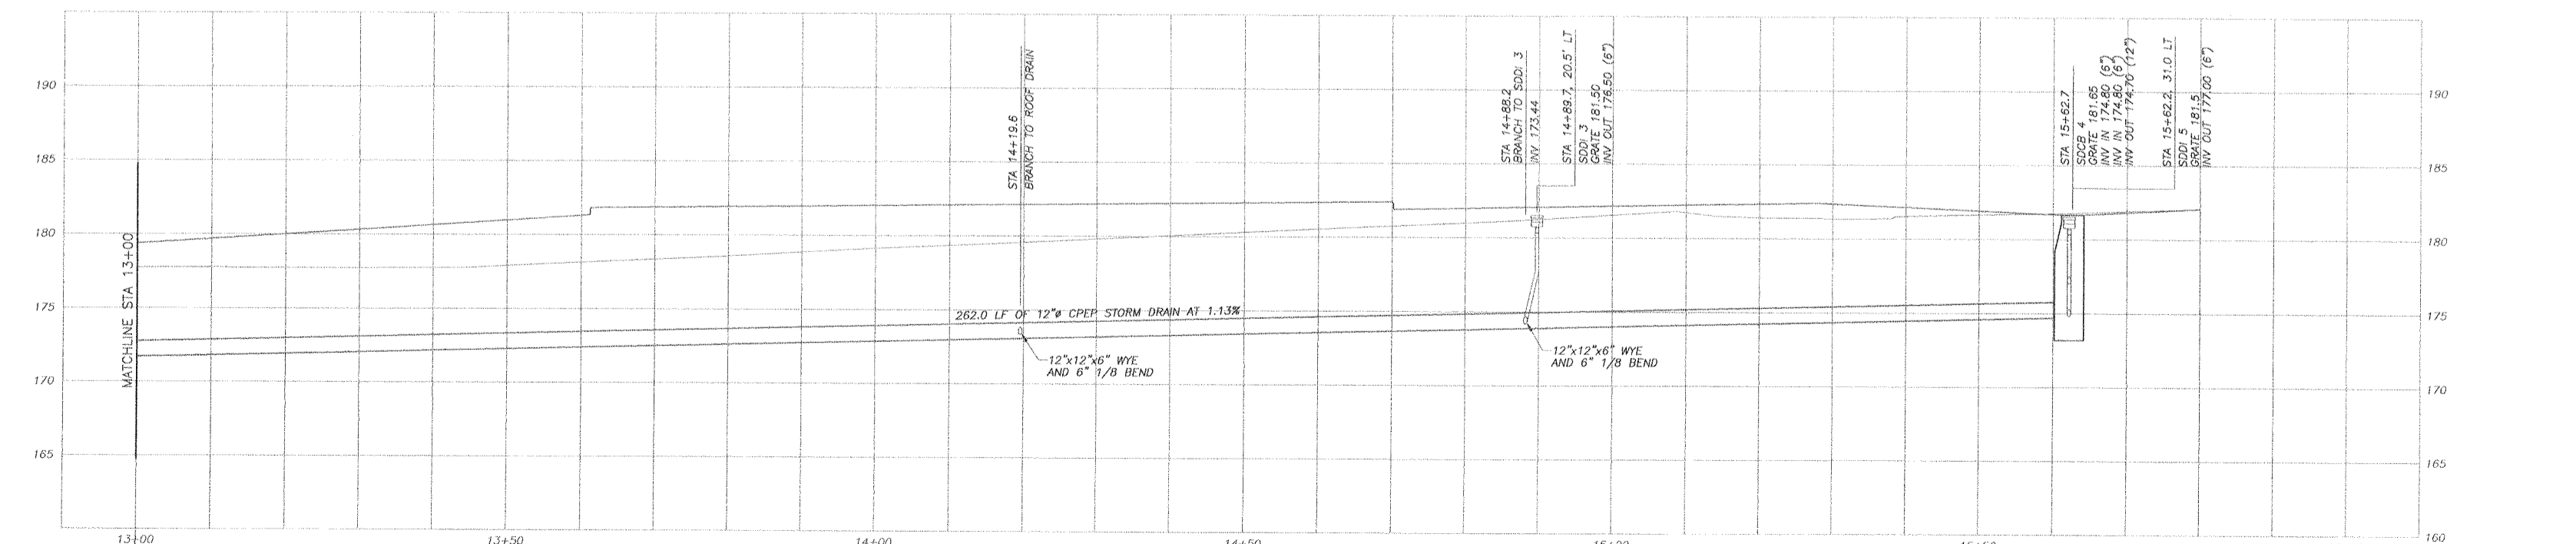 190
185
180
175
170
165
MATCHLINE STA 13+00
STA 14+19.6
BRANCH TO ROOF DRAIN
262.0 LF OF 12"ø CPEP STORM DRAIN AT 1.13%
12"x12"x6" WYE
AND 6" 1/8 BEND
STA 14+88.2
BRANCH TO SDDI 3
INV 173.44
STA 14+89.7, 20.5' LT
SDDI 3
GRATE 181.50
INV OUT 176.50 (6")
12"x12"x6" WYE
AND 6" 1/8 BEND
STA 15+62.7
SDCB 4
GRATE 181.65
INV IN 174.80 (6")
INV IN 174.80 (6")
INV OUT 174.70 (12")
STA 15+62.2, 31.0 LT
SDDI 5
GRATE 181.5
INV OUT 177.00 (6")
190
185
180
175
170
165
160
13+00
13+50
14+00
14+50